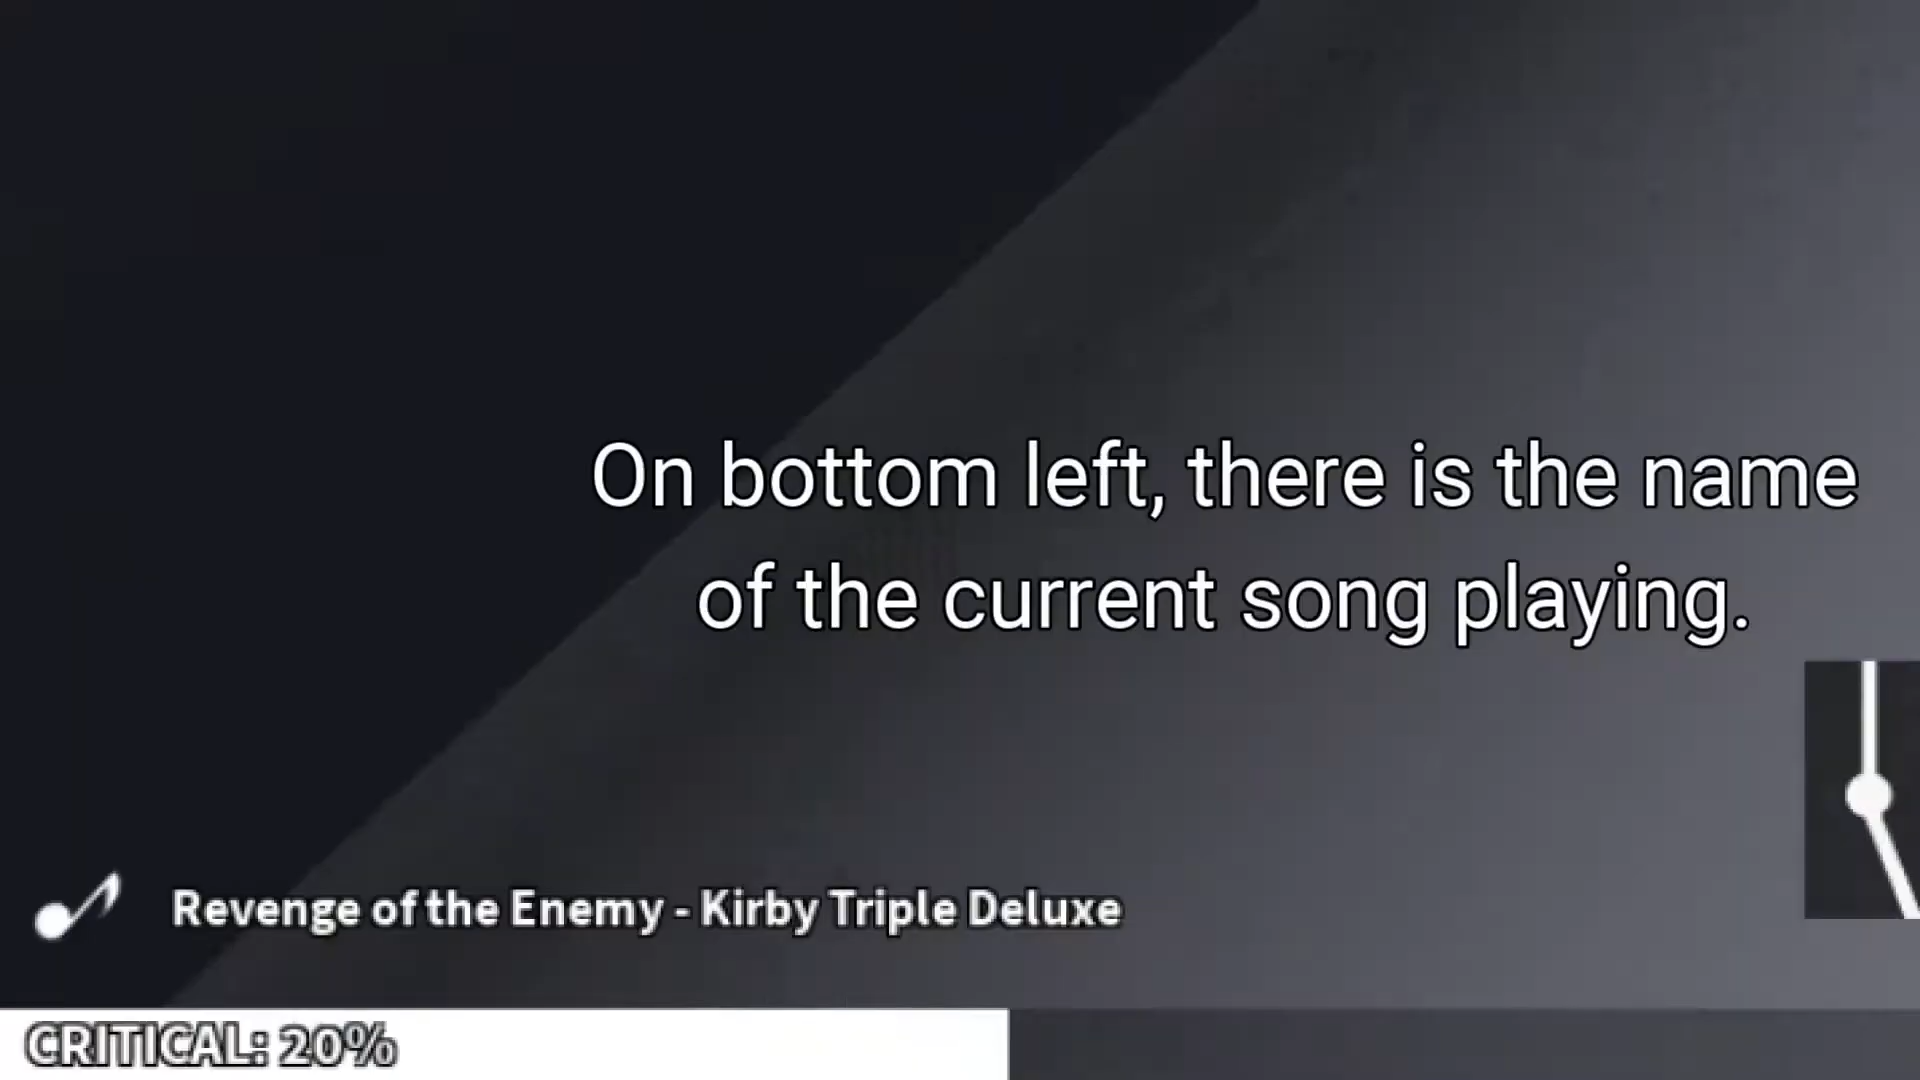 On bottom left, there is the name
of the current song playing.
Revenge of the Enemy - Kirby Triple Deluxe
CRITICAL: 20%